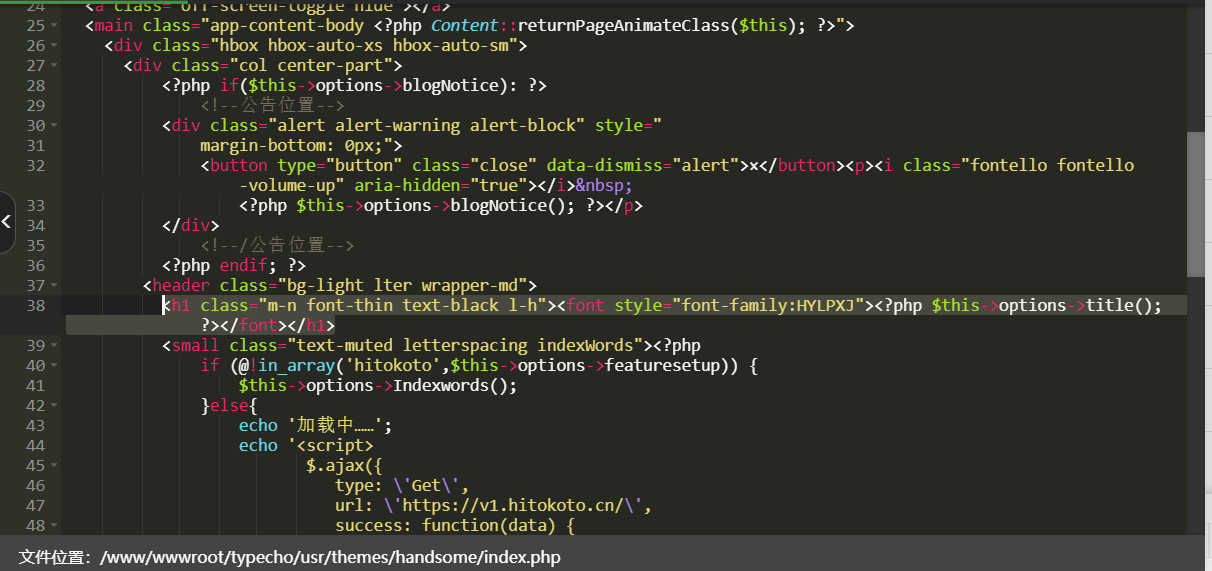 24 <a class="off-screen-toggle hide"></a>
25 <main class="app-content-body <?php Content::returnPageAnimateClass($this); ?>">
26 <div class="hbox hbox-auto-xs hbox-auto-sm">
27 <div class="col center-part">
28 <?php if($this->options->blogNotice): ?>
29 <!--公告位置-->
30 <div class="alert alert-warning alert-block" style="
31 margin-bottom: 0px;">
32 <button type="button" class="close" data-dismiss="alert">x</button><p><i class="fontello fontello
-volume-up" aria-hidden="true"></i>&nbsp;
33 <?php $this->options->blogNotice(); ?></p>
34 </div>
35 <!--/公告位置-->
36 <?php endif; ?>
37 <header class="bg-light lter wrapper-md">
38 <h1 class="m-n font-thin text-black l-h"><font style="font-family:HYLPXJ"><?php $this->options->title();
?></font></h1>
39 <small class="text-muted letterspacing indexWords"><?php
40 if (@!in_array('hitokoto',$this->options->featuresetup)) {
41 $this->options->Indexwords();
42 }else{
43 echo '加载中……';
44 echo '<script>
45 $.ajax({
46 type: \'Get\',
47 url: \'https://v1.hitokoto.cn/\',
48 success: function(data) {
文件位置：/www/wwwroot/typecho/usr/themes/handsome/index.php